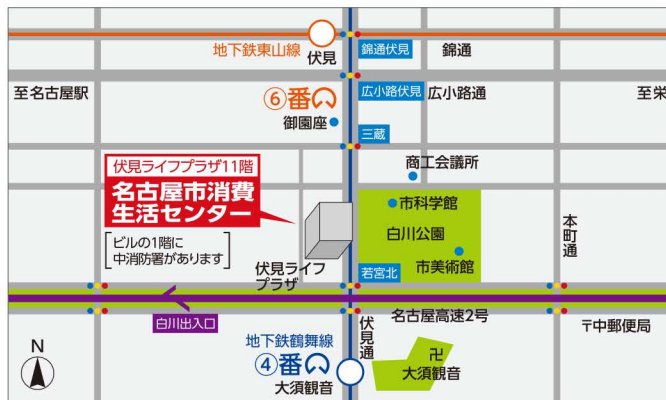 地下鉄東山線
伏見
錦通伏見
錦通
至名古屋駅
⑥番
広小路伏見
広小路通
至栄
御園座
三蔵
商工会議所
伏見ライフプラザ11階
名古屋市消費
生活センター
ビルの1階に
中消防署があります
伏見ライフ
プラザ
市科学館
白川公園
市美術館
本町通
若宮北
白川出入口
名古屋高速2号
〒中郵便局
伏見通
地下鉄鶴舞線
④番
大須観音
卍
大須観音
N